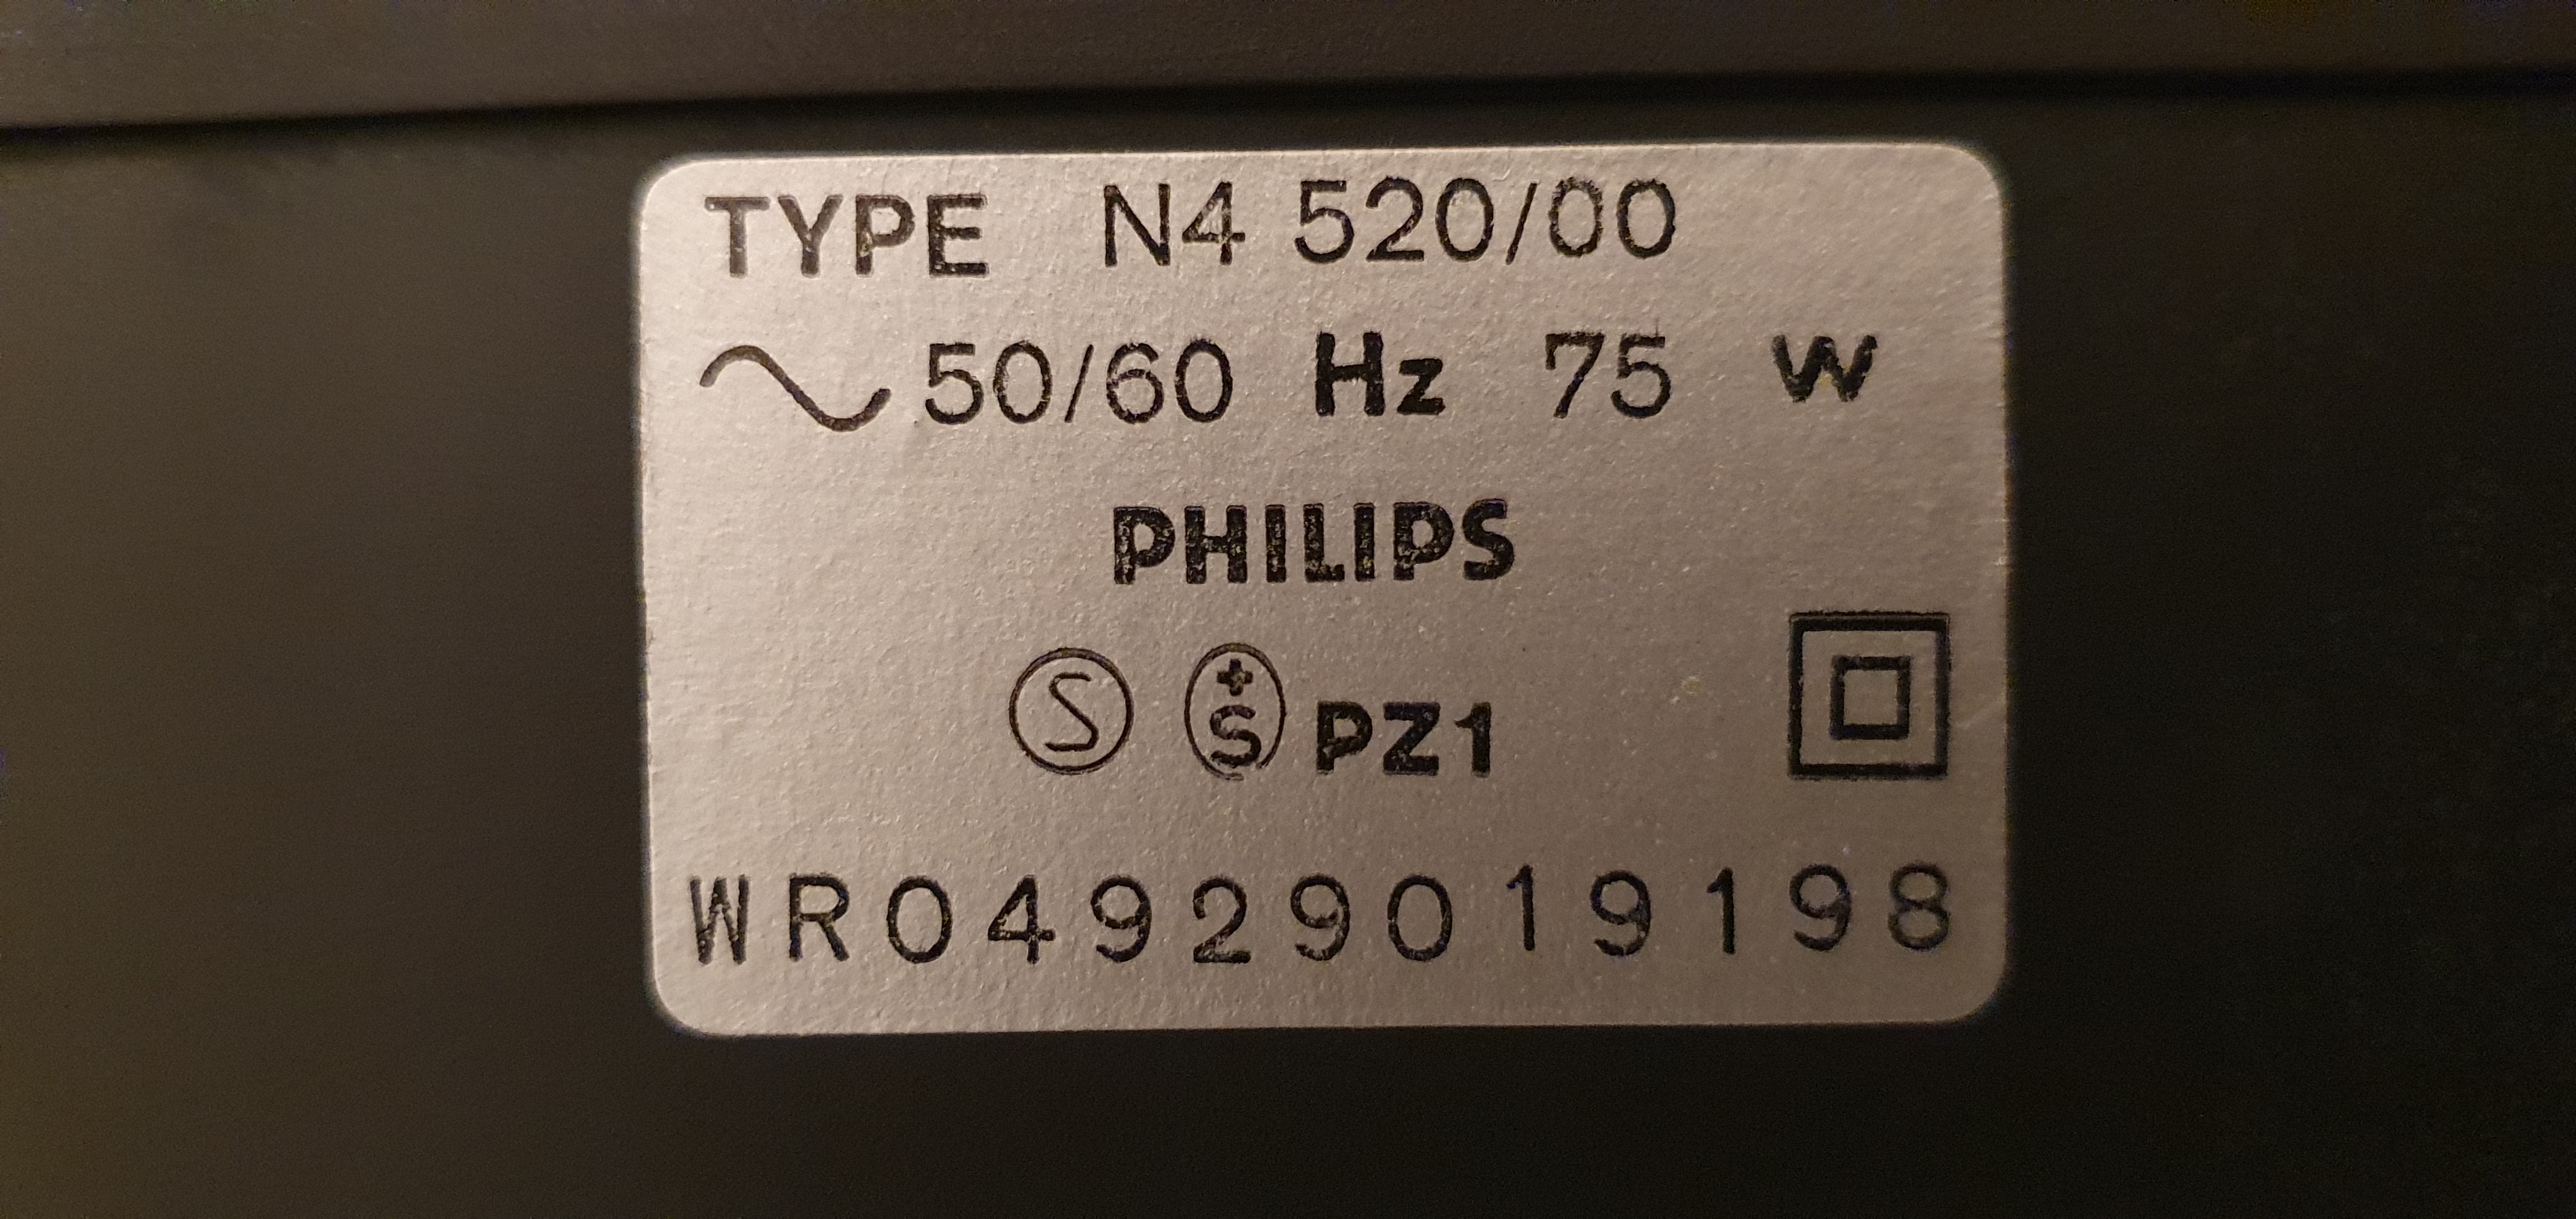 TYPE N4 520/00
~ 50/60 Hz 75 W
PHILIPS
S +S PZ1
WR04929019198